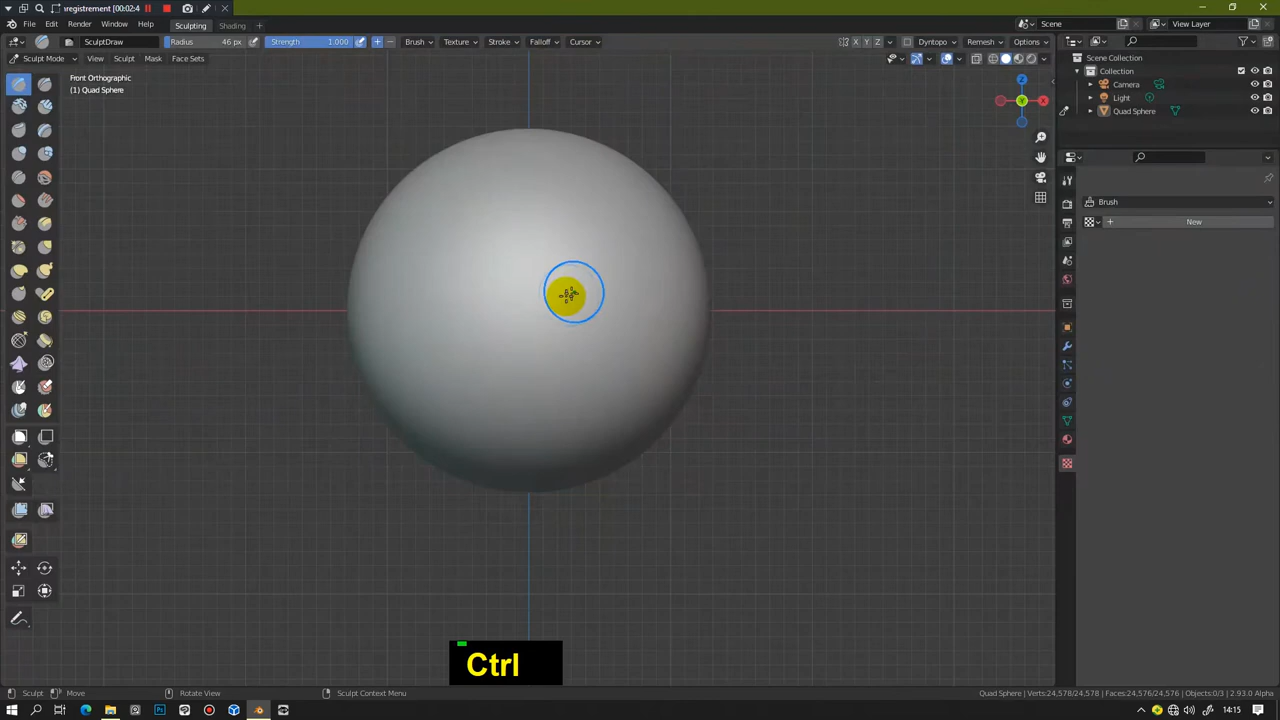 nregistrement [00:02:4
File Edit Render Window Help Sculpting Shading + Scene View Layer
SculptDraw Radius 46 px Strength 1.000 + − Brush Texture Stroke Falloff Cursor X Y Z Dyntopo Remesh Options
Sculpt Mode View Sculpt Mask Face Sets
Front Orthographic
(1) Quad Sphere
Z
Y X
Scene Collection
Collection
Camera
Light
Quad Sphere
Brush
+ New
Ctrl
Sculpt Move Rotate View Sculpt Context Menu Quad Sphere | Verts:24,578/24,578 | Faces:24,576/24,576 | Objects:0/3 | 2.93.0 Alpha
14:15